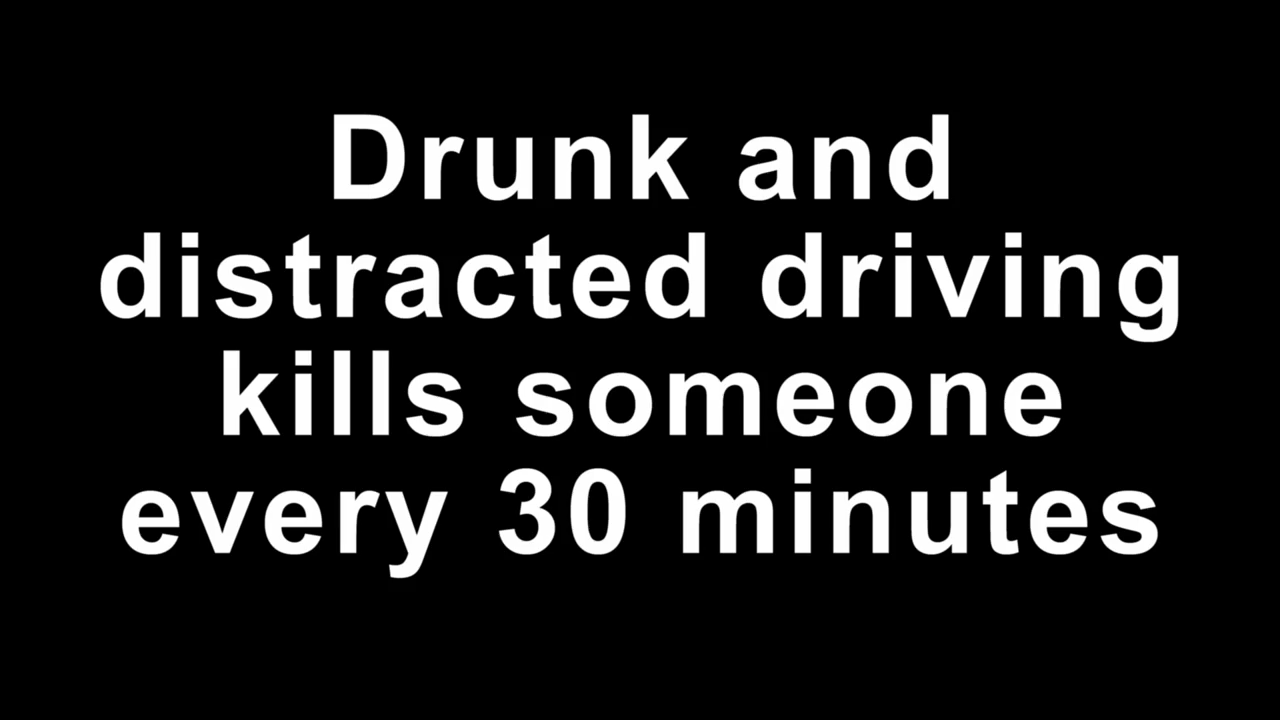 Drunk and
distracted driving
kills someone
every 30 minutes